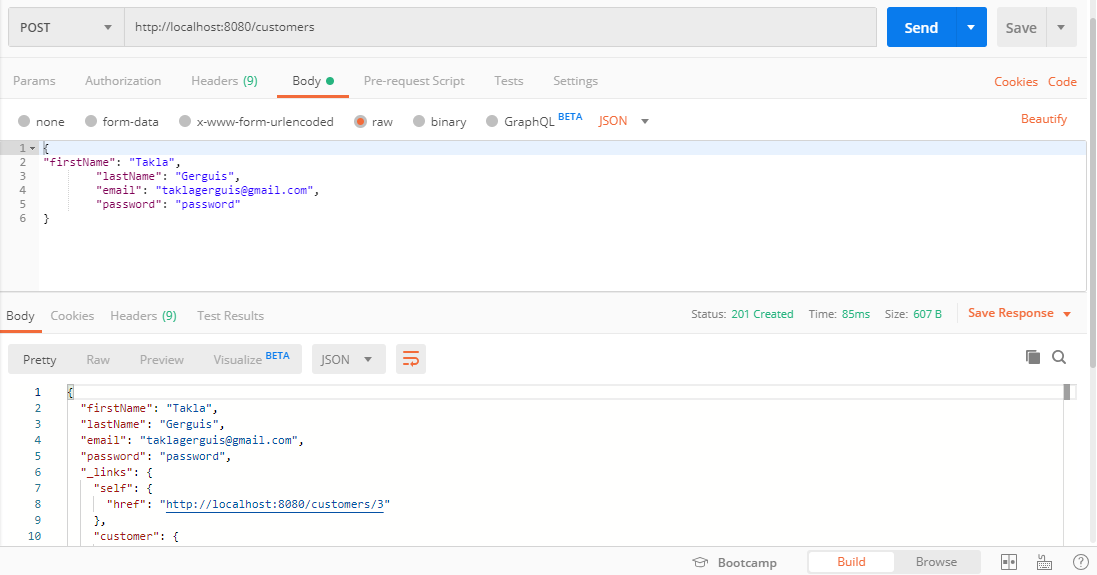 POST http://localhost:8080/customers Send Save
Params Authorization Headers (9) Body Pre-request Script Tests Settings Cookies Code
none form-data x-www-form-urlencoded raw binary GraphQL BETA JSON Beautify
1 {
2 "firstName": "Takla",
3 "lastName": "Gerguis",
4 "email": "taklagerguis@gmail.com",
5 "password": "password"
6 }
Body Cookies Headers (9) Test Results Status: 201 Created Time: 85ms Size: 607 B Save Response
Pretty Raw Preview Visualize BETA JSON
1 {
2 "firstName": "Takla",
3 "lastName": "Gerguis",
4 "email": "taklagerguis@gmail.com",
5 "password": "password",
6 "_links": {
7 "self": {
8 "href": "http://localhost:8080/customers/3"
9 },
10 "customer": {
Bootcamp Build Browse